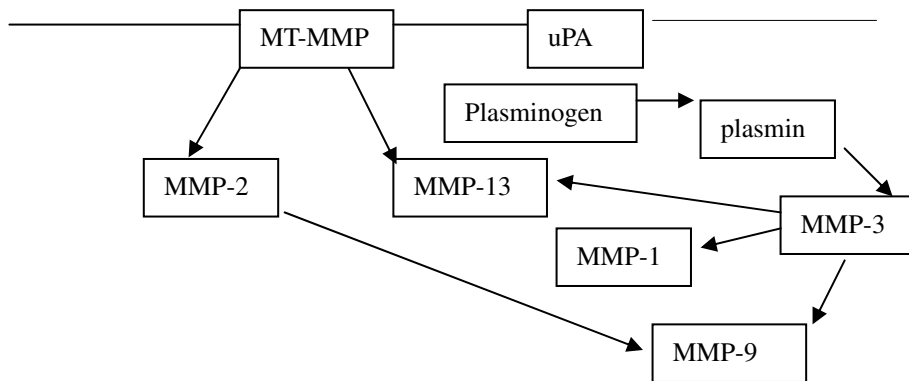 MT-MMP
uPA
Plasminogen
plasmin
MMP-2
MMP-13
MMP-3
MMP-1
MMP-9